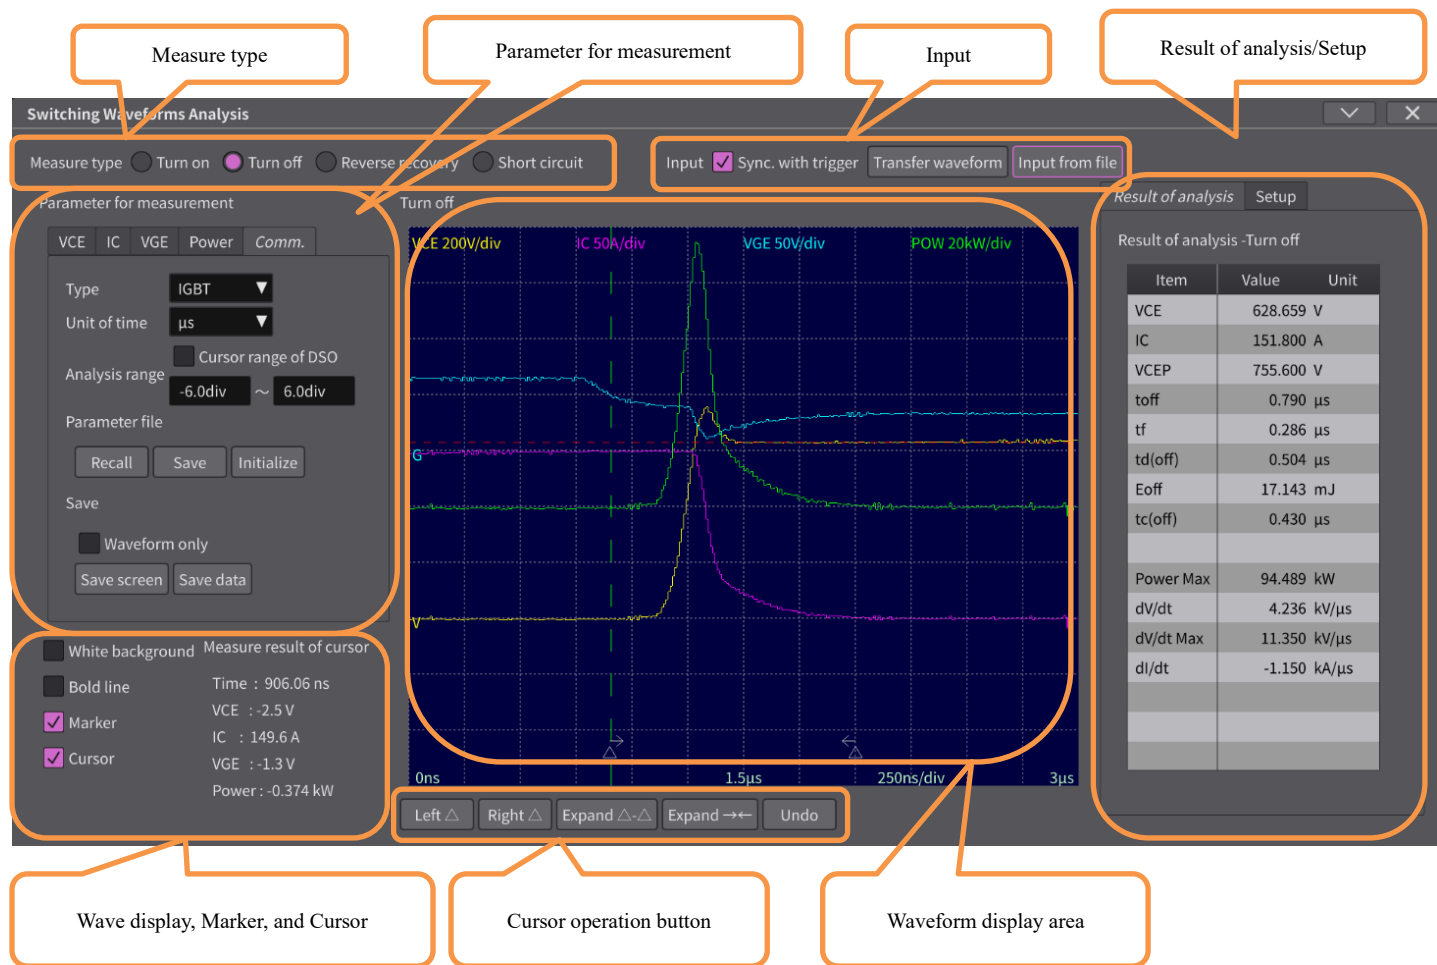 Measure type
Parameter for measurement
Input
Result of analysis/Setup
Switching Waveforms Analysis
Measure type Turn on Turn off Reverse recovery Short circuit
Input Sync. with trigger Transfer waveform Input from file
Parameter for measurement
VCE IC VGE Power Comm.
Type IGBT
Unit of time µs
Cursor range of DSO
Analysis range
-6.0div ~ 6.0div
Parameter file
Recall Save Initialize
Save
Waveform only
Save screen Save data
White background
Bold line
Marker
Cursor
Measure result of cursor
Time : 906.06 ns
VCE : -2.5 V
IC : 149.6 A
VGE : -1.3 V
Power : -0.374 kW
Turn off
VCE 200V/div IC 50A/div VGE 50V/div POW 20kW/div
G
V
0ns 1.5µs 250ns/div 3µs
Left △ Right △ Expand △-△ Expand →← Undo
Result of analysis Setup
Result of analysis -Turn off
Item Value Unit
VCE 628.659 V
IC 151.800 A
VCEP 755.600 V
toff 0.790 µs
tf 0.286 µs
td(off) 0.504 µs
Eoff 17.143 mJ
tc(off) 0.430 µs
Power Max 94.489 kW
dV/dt 4.236 kV/µs
dV/dt Max 11.350 kV/µs
dI/dt -1.150 kA/µs
Wave display, Marker, and Cursor
Cursor operation button
Waveform display area